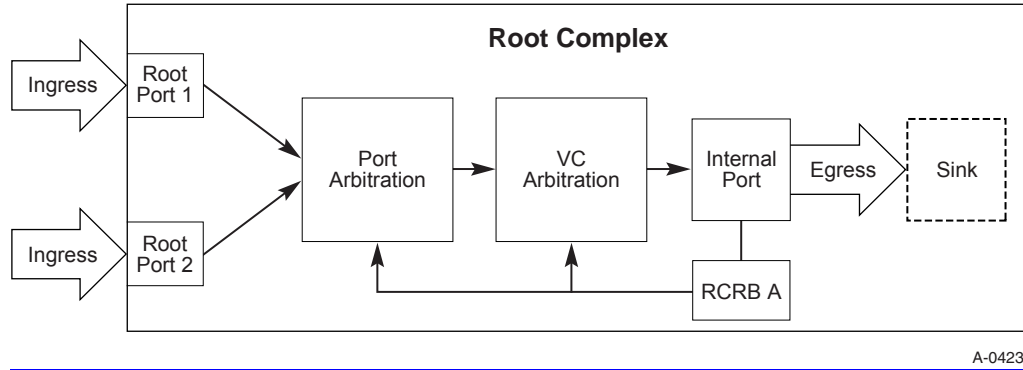 Root Complex
Ingress
Root
Port 1
Port
Arbitration
VC
Arbitration
Internal
Port
Egress
Sink
Ingress
Root
Port 2
RCRB A
A-0423